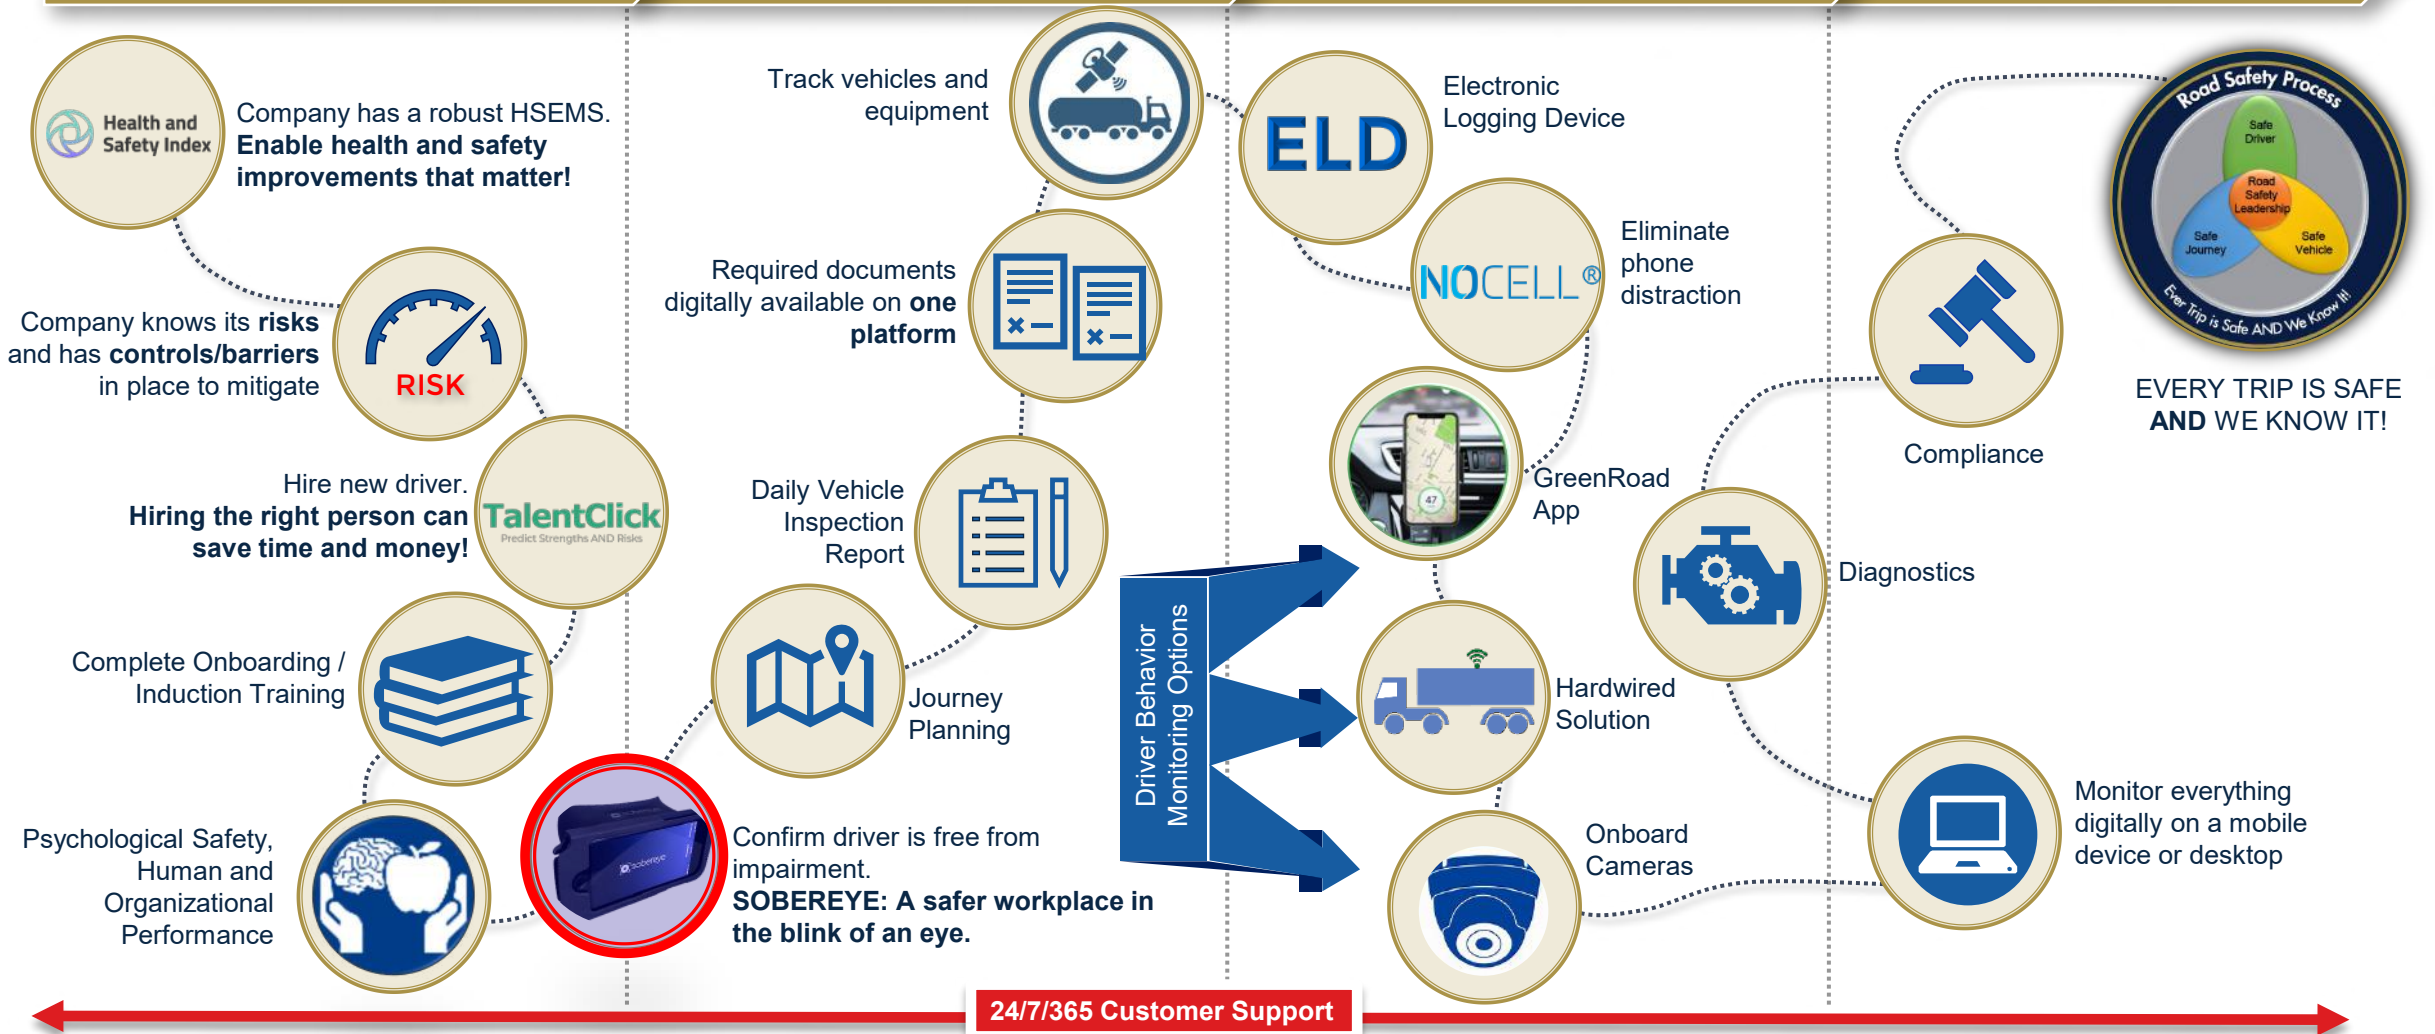 Health and
Safety Index
Company has a robust HSEMS.
Enable health and safety
improvements that matter!
Company knows its risks
and has controls/barriers
in place to mitigate
RISK
Hire new driver.
Hiring the right person can
save time and money!
TalentClick
Predict Strengths AND Risks
Complete Onboarding /
Induction Training
Psychological Safety,
Human and
Organizational
Performance
sobereye
Confirm driver is free from
impairment.
SOBEREYE: A safer workplace in
the blink of an eye.
Journey
Planning
Daily Vehicle
Inspection
Report
Required documents
digitally available on one
platform
Track vehicles and
equipment
ELD
Electronic
Logging Device
NOCELL®
Eliminate
phone
distraction
47
GreenRoad
App
Driver Behavior
Monitoring Options
Hardwired
Solution
Onboard
Cameras
Monitor everything
digitally on a mobile
device or desktop
Diagnostics
Compliance
Road Safety Process
Safe
Driver
Road
Safety
Leadership
Safe
Journey
Safe
Vehicle
Ever Trip is Safe AND We Know It!
EVERY TRIP IS SAFE
AND WE KNOW IT!
24/7/365 Customer Support